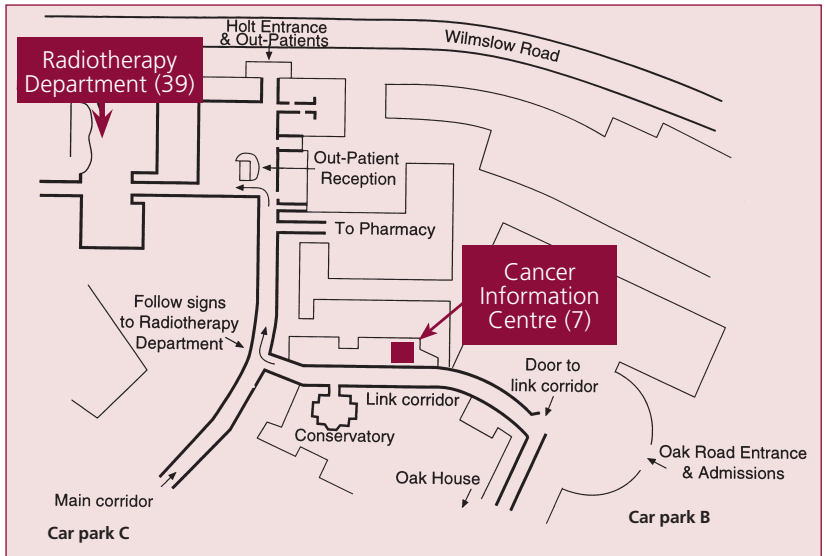 Holt Entrance
& Out-Patients
Wilmslow Road
Radiotherapy
Department (39)
Out-Patient
Reception
To Pharmacy
Cancer
Information
Centre (7)
Follow signs
to Radiotherapy
Department
Door to
link corridor
Link corridor
Conservatory
Oak House
Oak Road Entrance
& Admissions
Main corridor
Car park C
Car park B